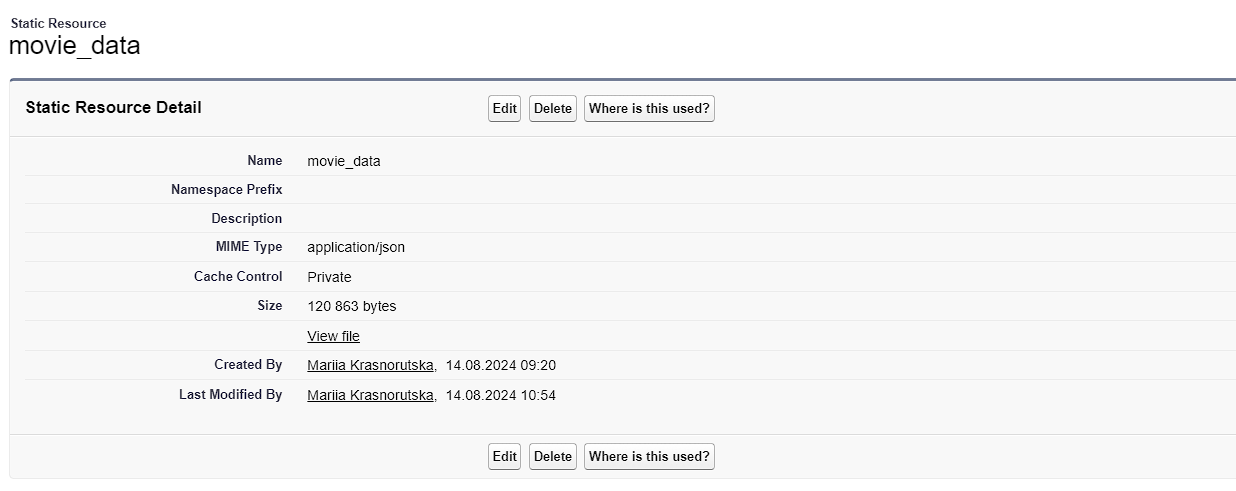 Static Resource
movie_data
Static Resource Detail Edit Delete Where is this used?
Name movie_data
Namespace Prefix
Description
MIME Type application/json
Cache Control Private
Size 120 863 bytes
View file
Created By Mariia Krasnorutska, 14.08.2024 09:20
Last Modified By Mariia Krasnorutska, 14.08.2024 10:54
Edit Delete Where is this used?